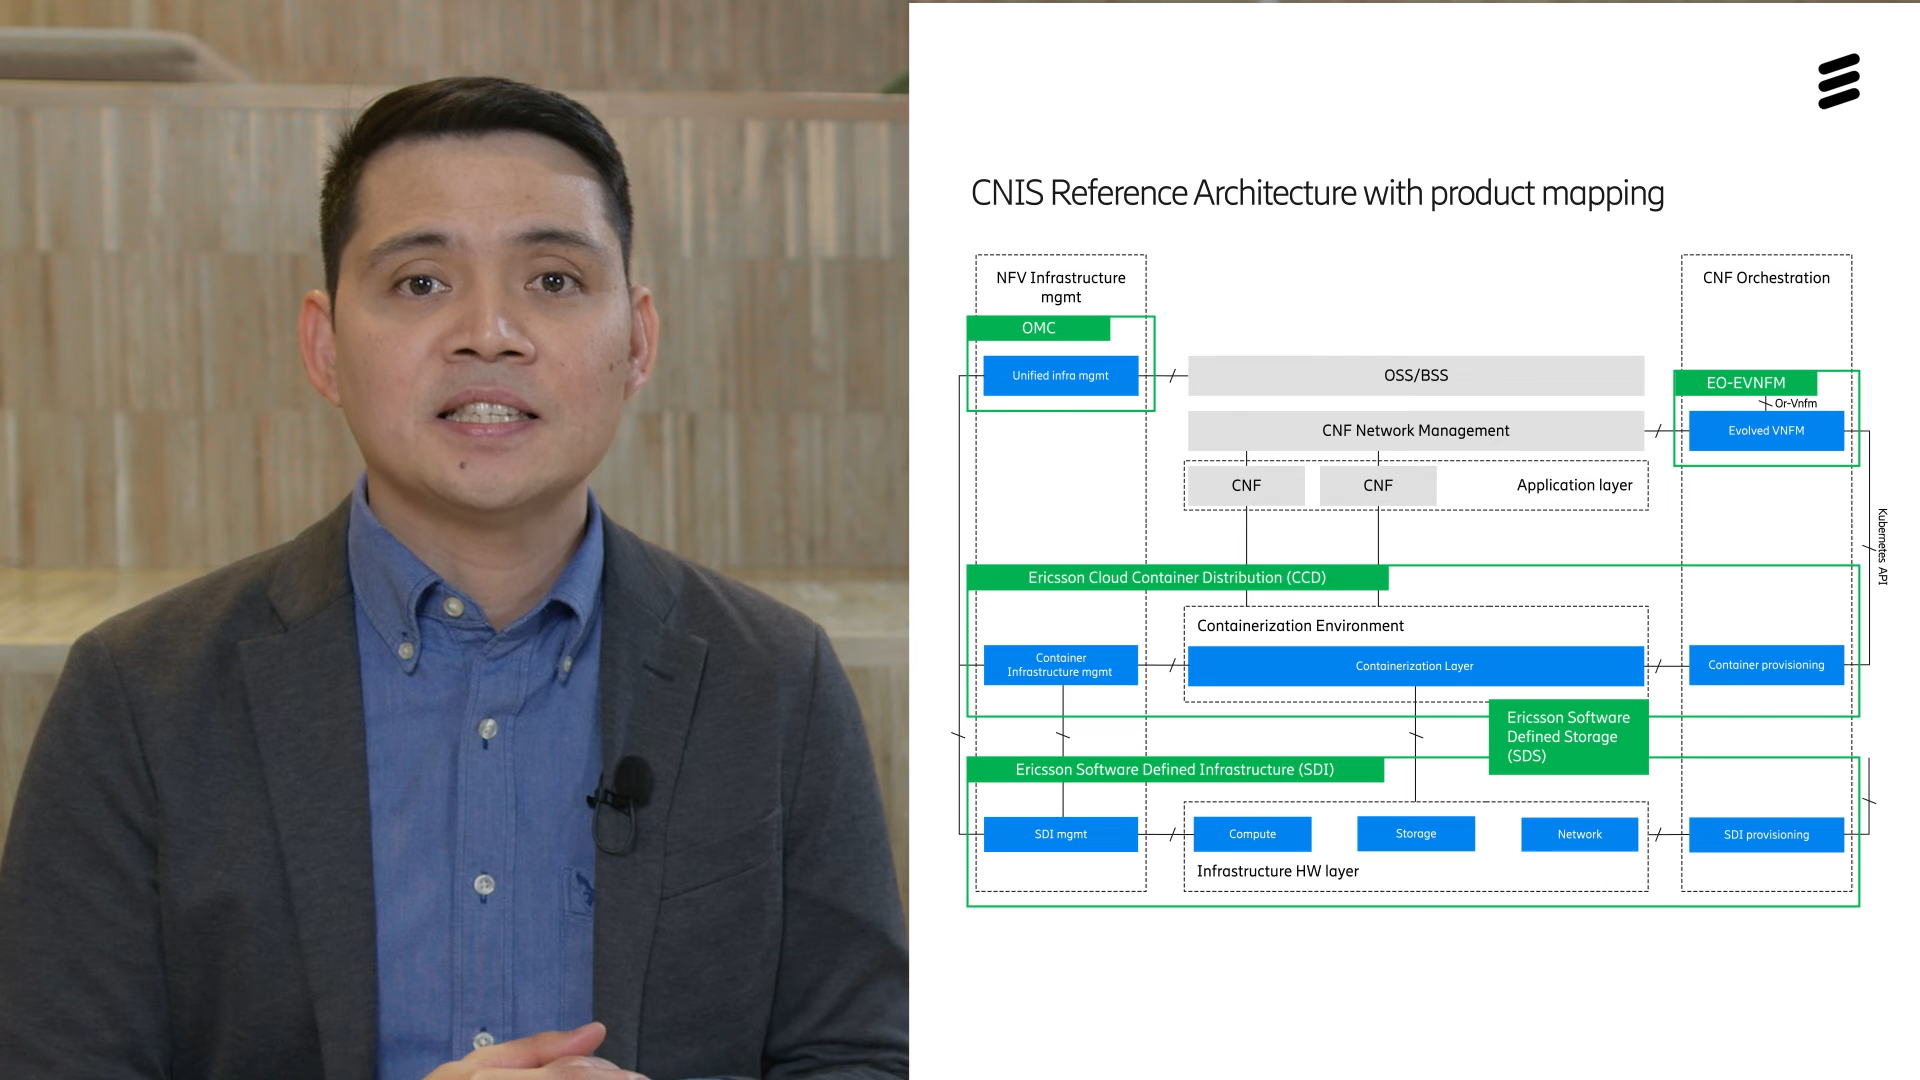 CNIS Reference Architecture with product mapping
NFV Infrastructure
mgmt
CNF Orchestration
OMC
Unified infra mgmt
OSS/BSS
EO-EVNFM
Or-Vnfm
CNF Network Management
Evolved VNFM
CNF
CNF
Application layer
Kubernetes API
Ericsson Cloud Container Distribution (CCD)
Containerization Environment
Container
Infrastructure mgmt
Containerization Layer
Container provisioning
Ericsson Software
Defined Storage
(SDS)
Ericsson Software Defined Infrastructure (SDI)
SDI mgmt
Compute
Storage
Network
SDI provisioning
Infrastructure HW layer